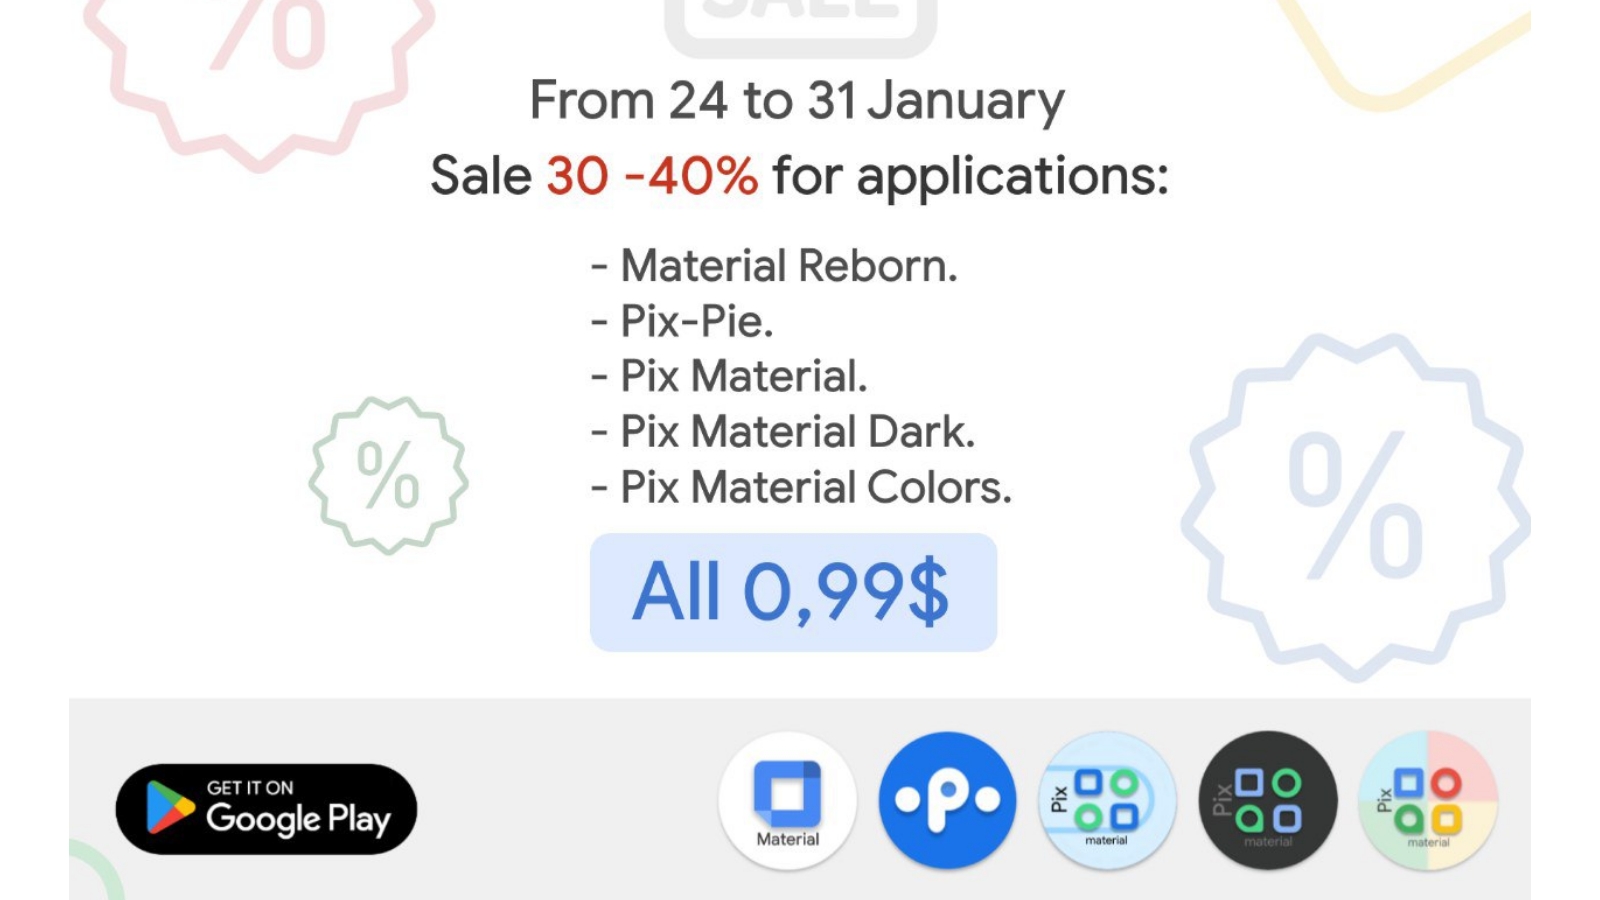 %
SALE
From 24 to 31 January
Sale 30 -40% for applications:
- Material Reborn.
- Pix-Pie.
- Pix Material.
- Pix Material Dark.
- Pix Material Colors.
%
%
All 0,99$
GET IT ON
Google Play
Material
p
Pix
material
Pix
material
Pix
material